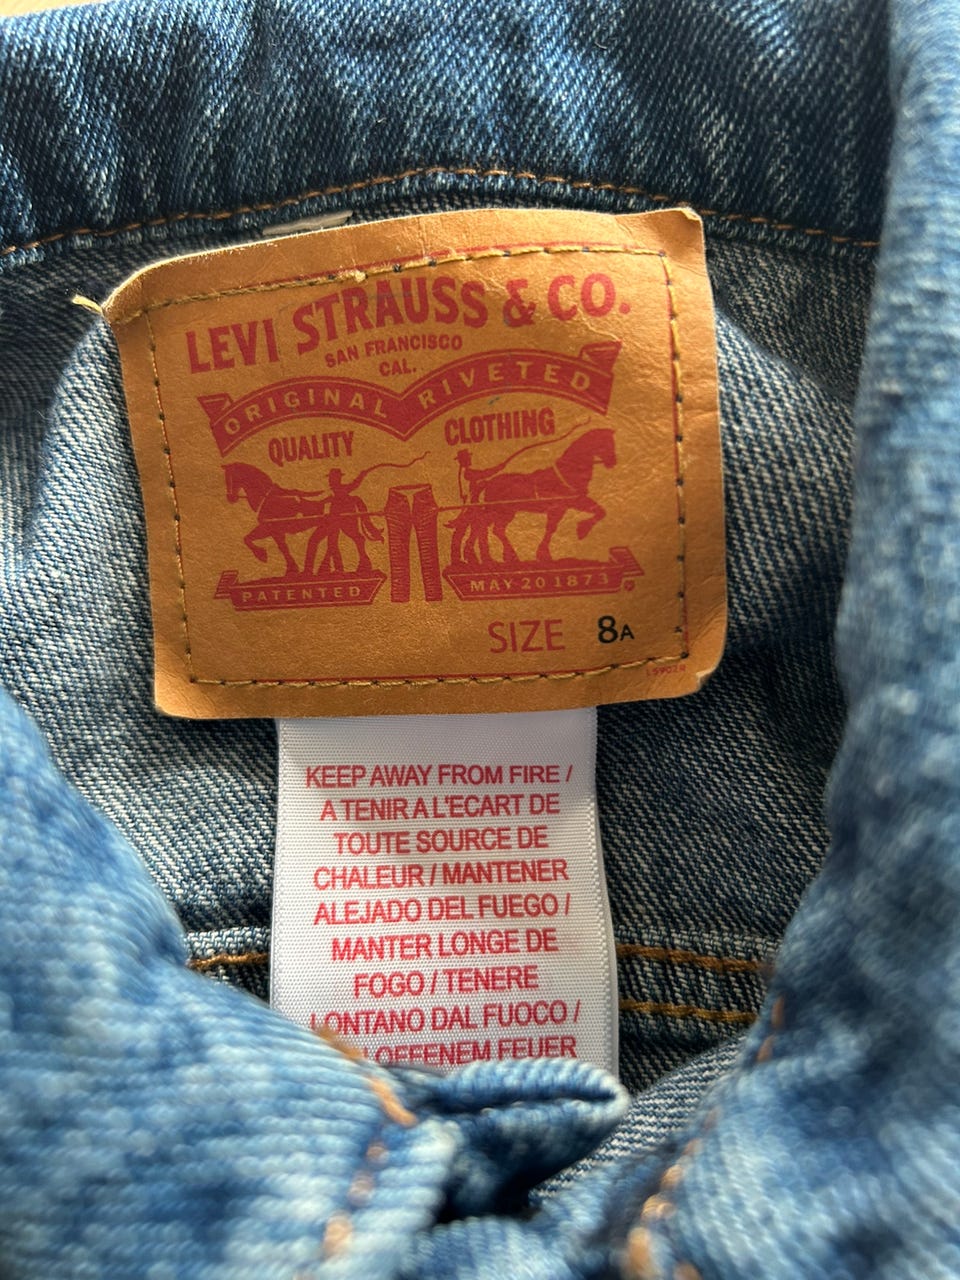 LEVI STRAUSS & CO.
SAN FRANCISCO
CAL.
ORIGINAL RIVETED
QUALITY CLOTHING
PATENTED MAY 20 1873
SIZE 8A
KEEP AWAY FROM FIRE /
A TENIR A L'ECART DE
TOUTE SOURCE DE
CHALEUR / MANTENER
ALEJADO DEL FUEGO /
MANTER LONGE DE
FOGO / TENERE
LONTANO DAL FUOCO /
OFFENEM FEUER